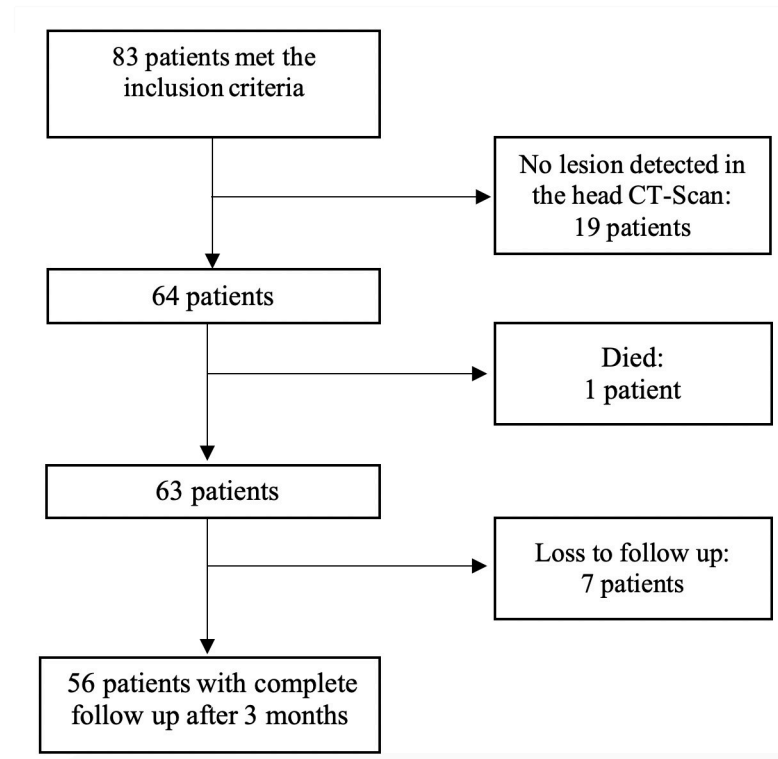 83 patients met the
inclusion criteria
No lesion detected in
the head CT-Scan:
19 patients
64 patients
Died:
1 patient
63 patients
Loss to follow up:
7 patients
56 patients with complete
follow up after 3 months